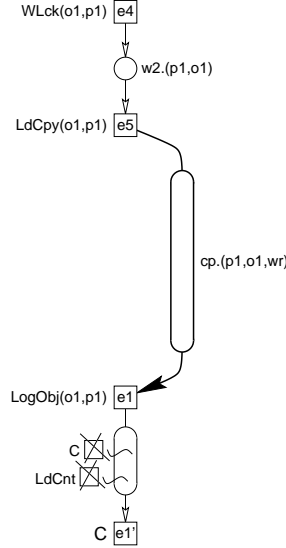 WLck(o1,p1) e4
w2.(p1,o1)
LdCpy(o1,p1) e5
cp.(p1,o1,wr)
LogObj(o1,p1) e1
C
LdCnt
C e1'